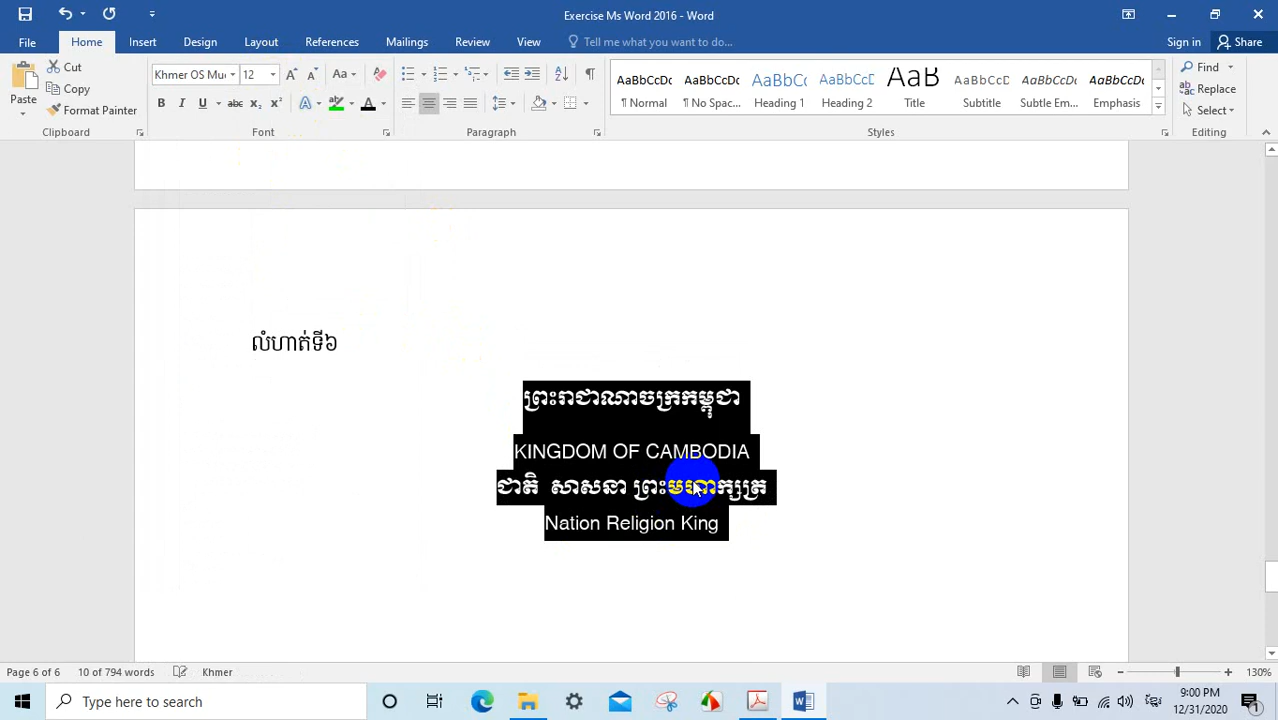 Exercise Ms Word 2016 - Word
File Home Insert Design Layout References Mailings Review View Tell me what you want to do... Sign in Share
Paste Cut Copy Format Painter
Khmer OS Mu 12 Aa
B I U abc x₂ x² A A
AaBbCcDc AaBbCcDc AaBbCc AaBbCcD AaB AaBbCcD AaBbCcDc AaBbCcDc
¶ Normal ¶ No Spac... Heading 1 Heading 2 Title Subtitle Subtle Em... Emphasis
Find Replace Select
Clipboard Font Paragraph Styles Editing
លំហាត់ទី៦
ព្រះរាជាណាចក្រកម្ពុជា
KINGDOM OF CAMBODIA
ជាតិ សាសនា ព្រះមហាក្សត្រ
Nation Religion King
Page 6 of 6 10 of 794 words Khmer 130%
Type here to search
9:00 PM
12/31/2020